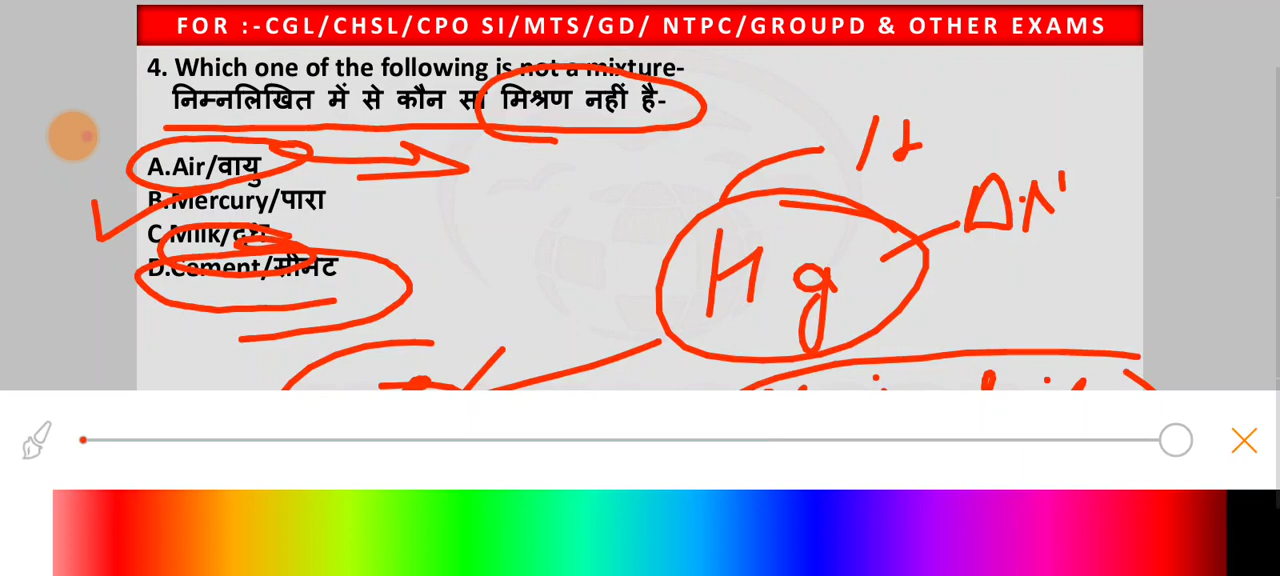 FOR :-CGL/CHSL/CPO SI/MTS/GD/ NTPC/GROUPD & OTHER EXAMS
4. Which one of the following is not a mixture-
निम्नलिखित में से कौन सा मिश्रण नहीं है-
A.Air/वायु
B.Mercury/पारा
C.Milk/दूध
D.Cement/सीमेंट
Hg